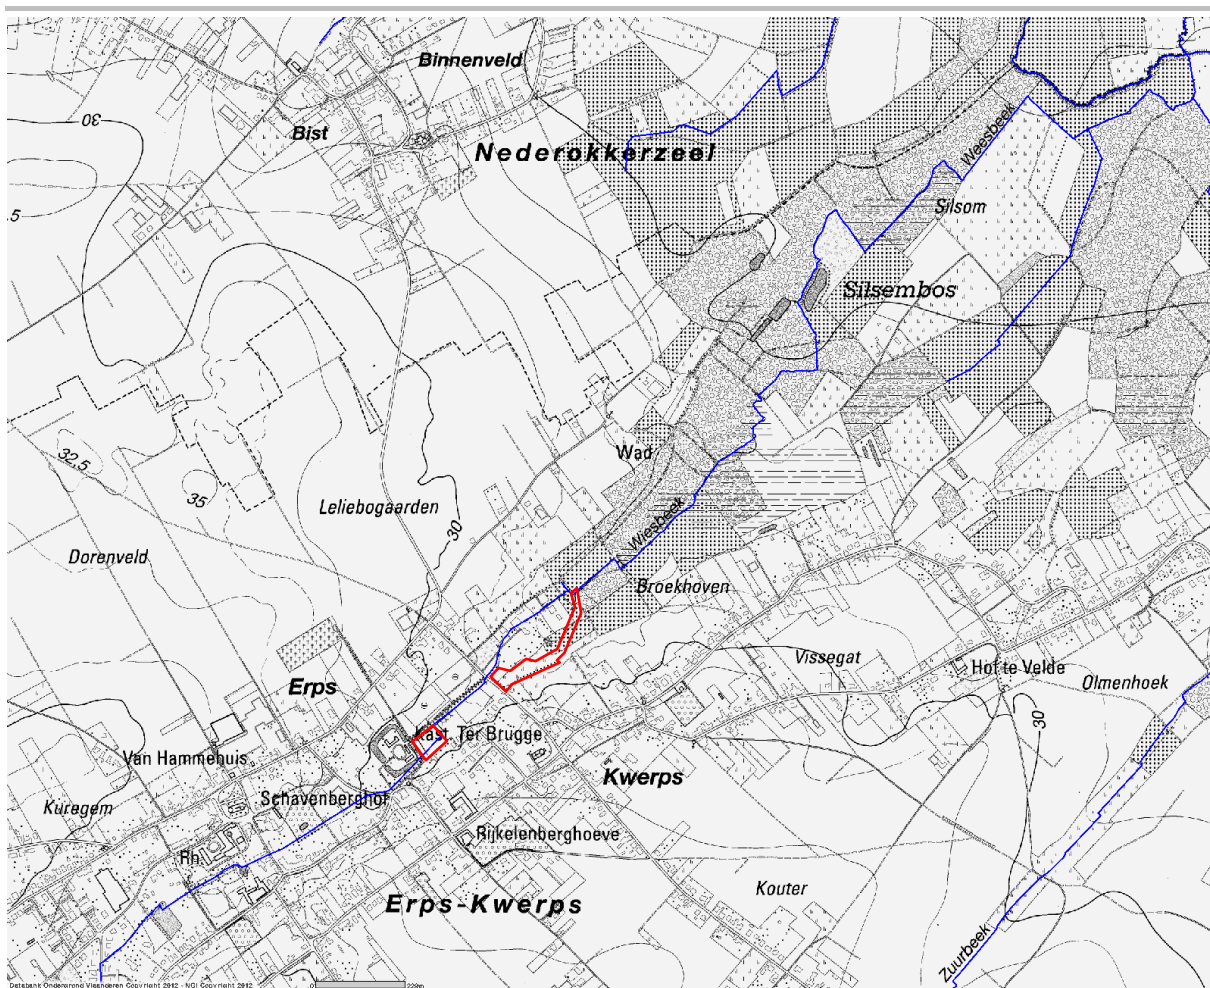 Binnenveld
30
Bist
Nederokkerzeel
Weesbeek
5
Silsom
Silsembos
Wad
32,5
35
Leliebogaarden
30
Wiesbeek
Dorenveld
Broekhoven
Vissegat
Hof te Velde
Erps
Olmenhoek
30
Kast. Ter Brugge
Van Hammehuis
Kwerps
Schavenberghof
Kuregem
Rijkelenberghoeve
Rh.
Kouter
Erps-Kwerps
Zuurbeek
Databank Ondergrond Vlaanderen Copyright 2012 - NGI Copyright 2012